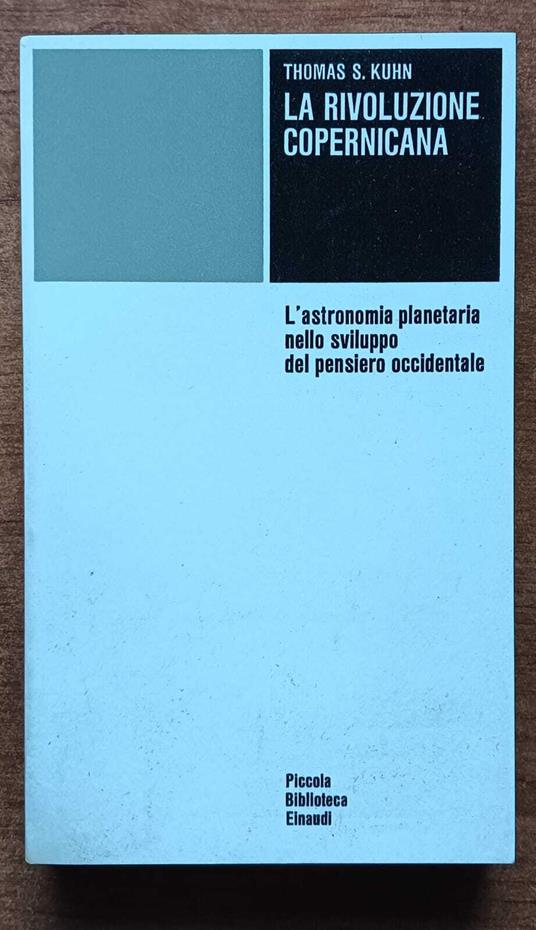 THOMAS S. KUHN
LA RIVOLUZIONE
COPERNICANA
L'astronomia planetaria
nello sviluppo
del pensiero occidentale
Piccola
Biblioteca
Einaudi